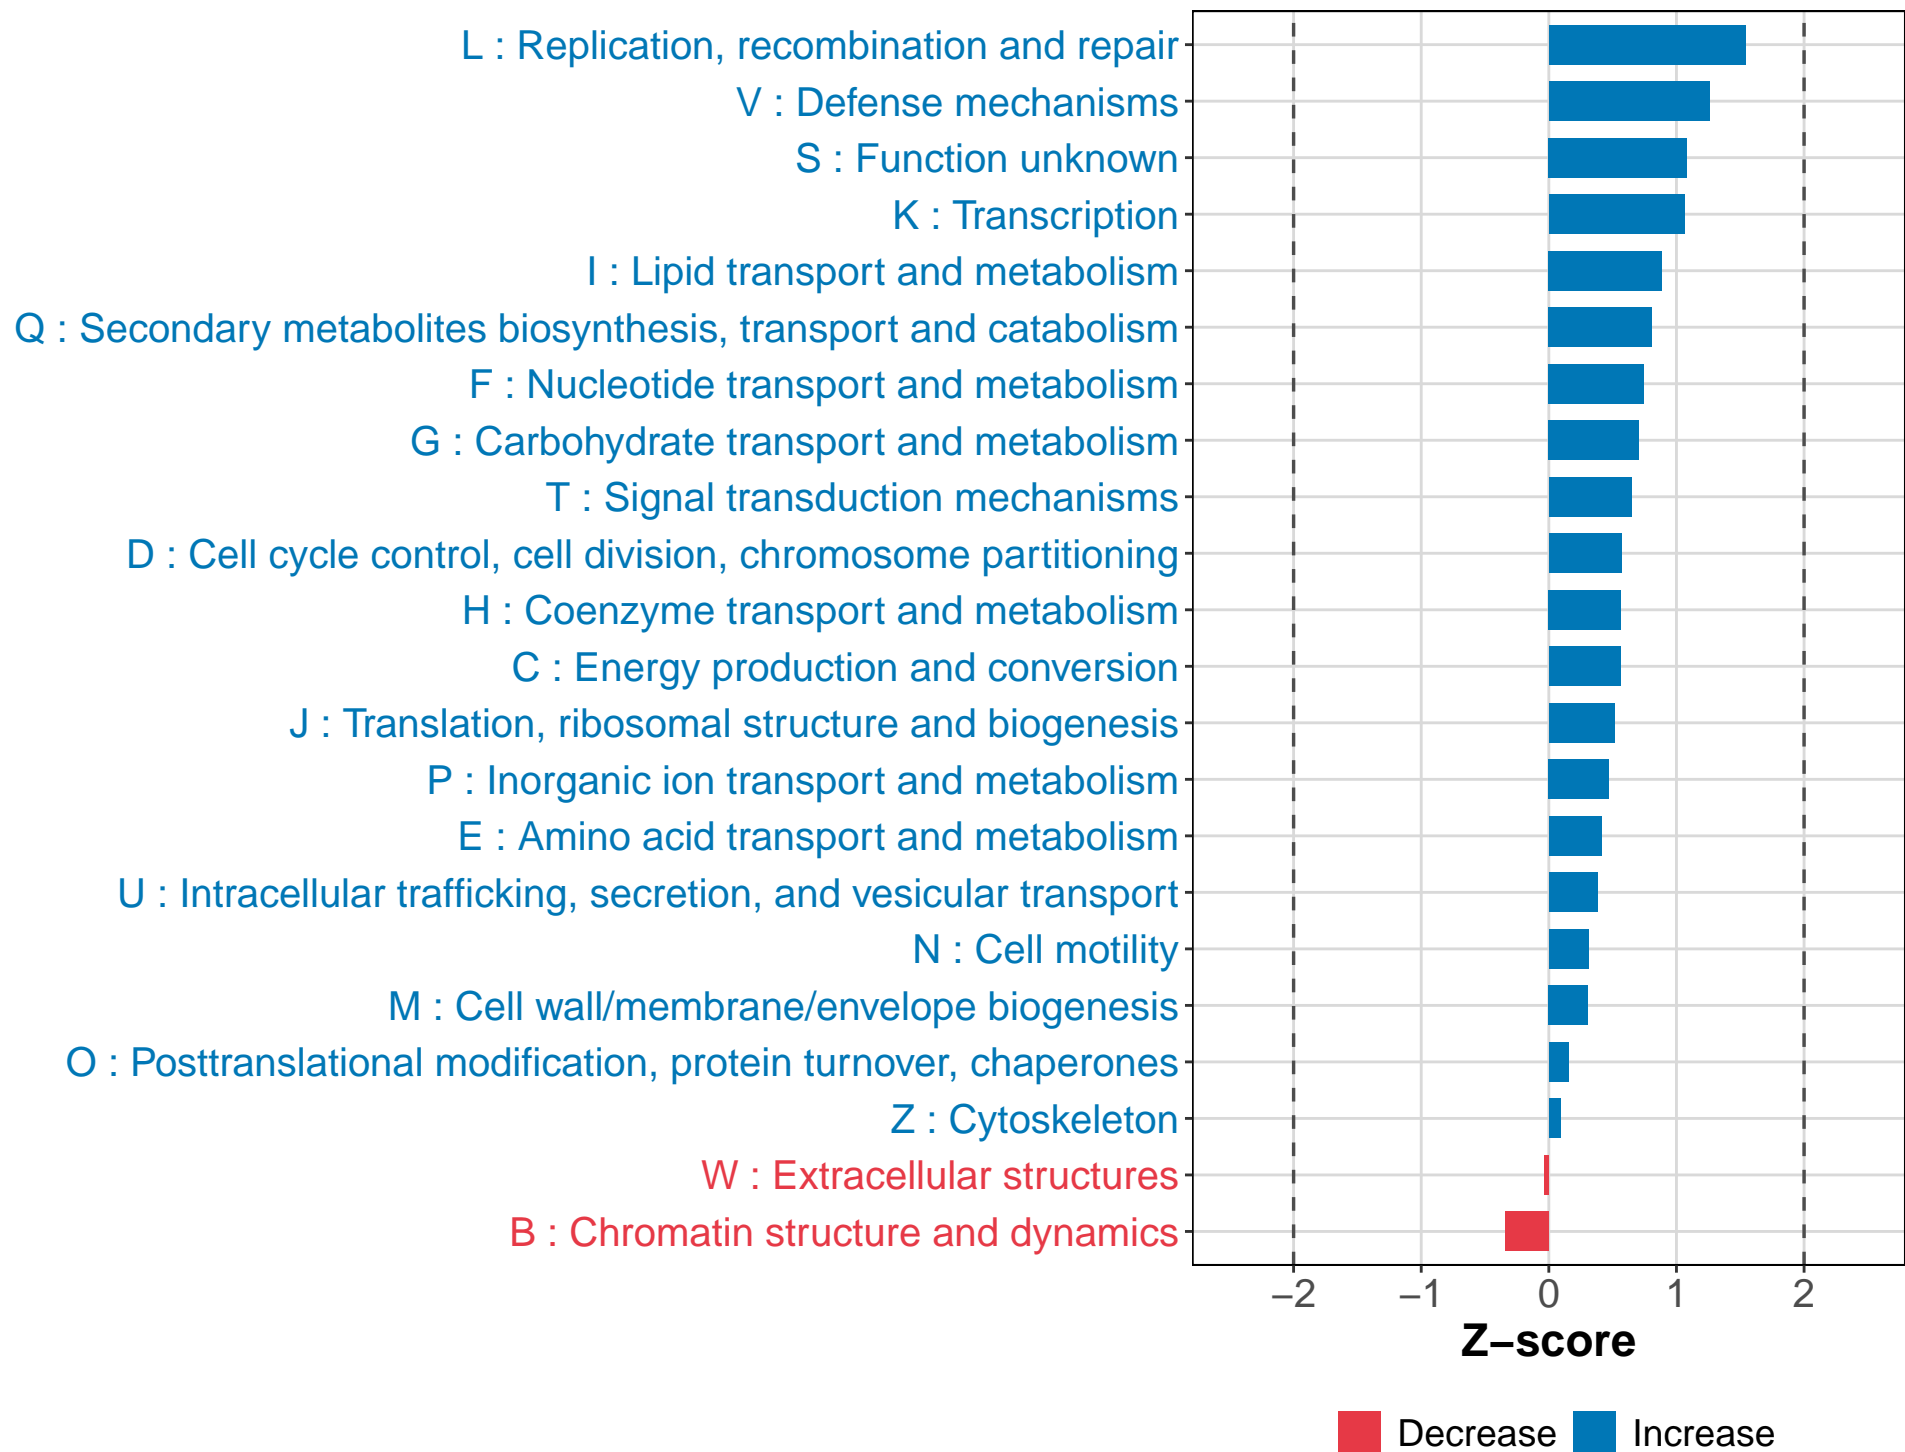 L : Replication, recombination and repair
V : Defense mechanisms
S : Function unknown
K : Transcription
I : Lipid transport and metabolism
Q : Secondary metabolites biosynthesis, transport and catabolism
F : Nucleotide transport and metabolism
G : Carbohydrate transport and metabolism
T : Signal transduction mechanisms
D : Cell cycle control, cell division, chromosome partitioning
H : Coenzyme transport and metabolism
C : Energy production and conversion
J : Translation, ribosomal structure and biogenesis
P : Inorganic ion transport and metabolism
E : Amino acid transport and metabolism
U : Intracellular trafficking, secretion, and vesicular transport
N : Cell motility
M : Cell wall/membrane/envelope biogenesis
O : Posttranslational modification, protein turnover, chaperones
Z : Cytoskeleton
W : Extracellular structures
B : Chromatin structure and dynamics
−2 −1 0 1 2
Z−score
Decrease Increase